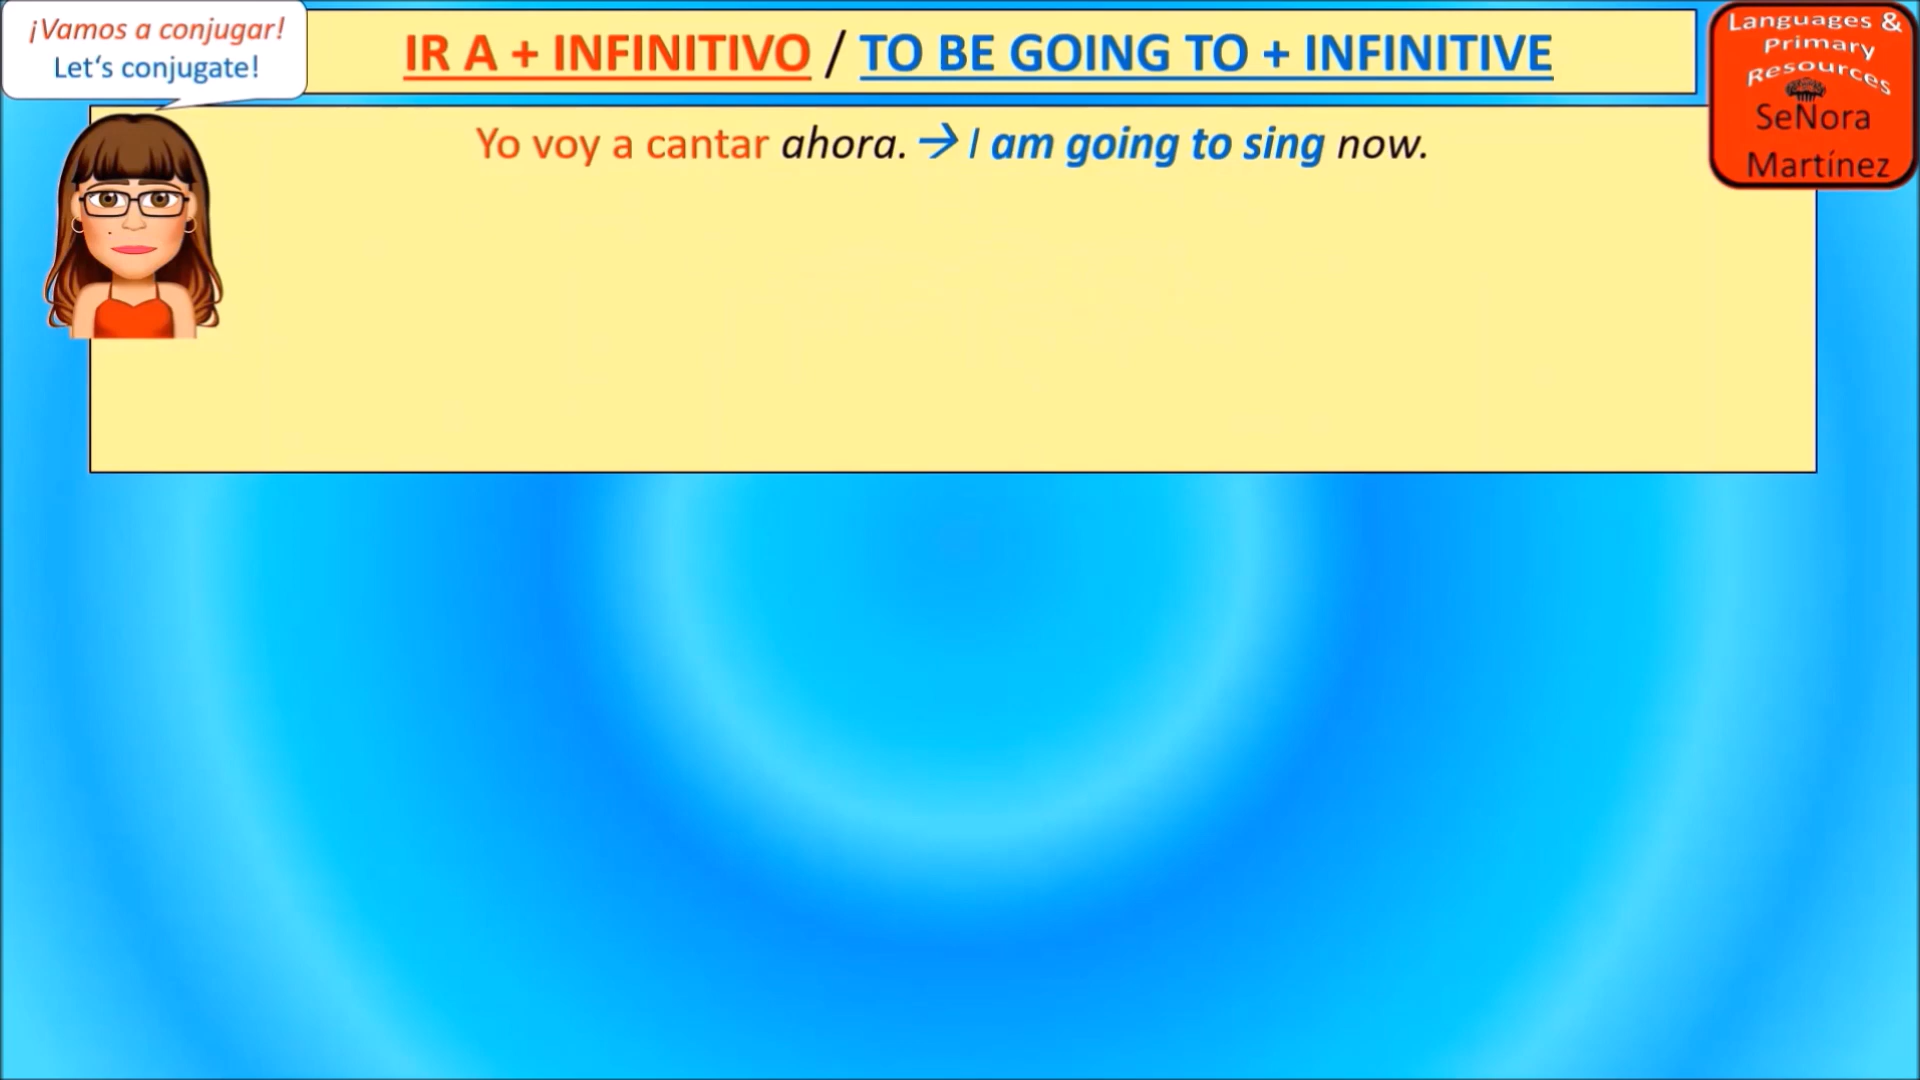 ¡Vamos a conjugar!
Let‘s conjugate!
IR A + INFINITIVO / TO BE GOING TO + INFINITIVE
Languages &
Primary
Resources
SeNora
Martínez
Yo voy a cantar ahora. → I am going to sing now.